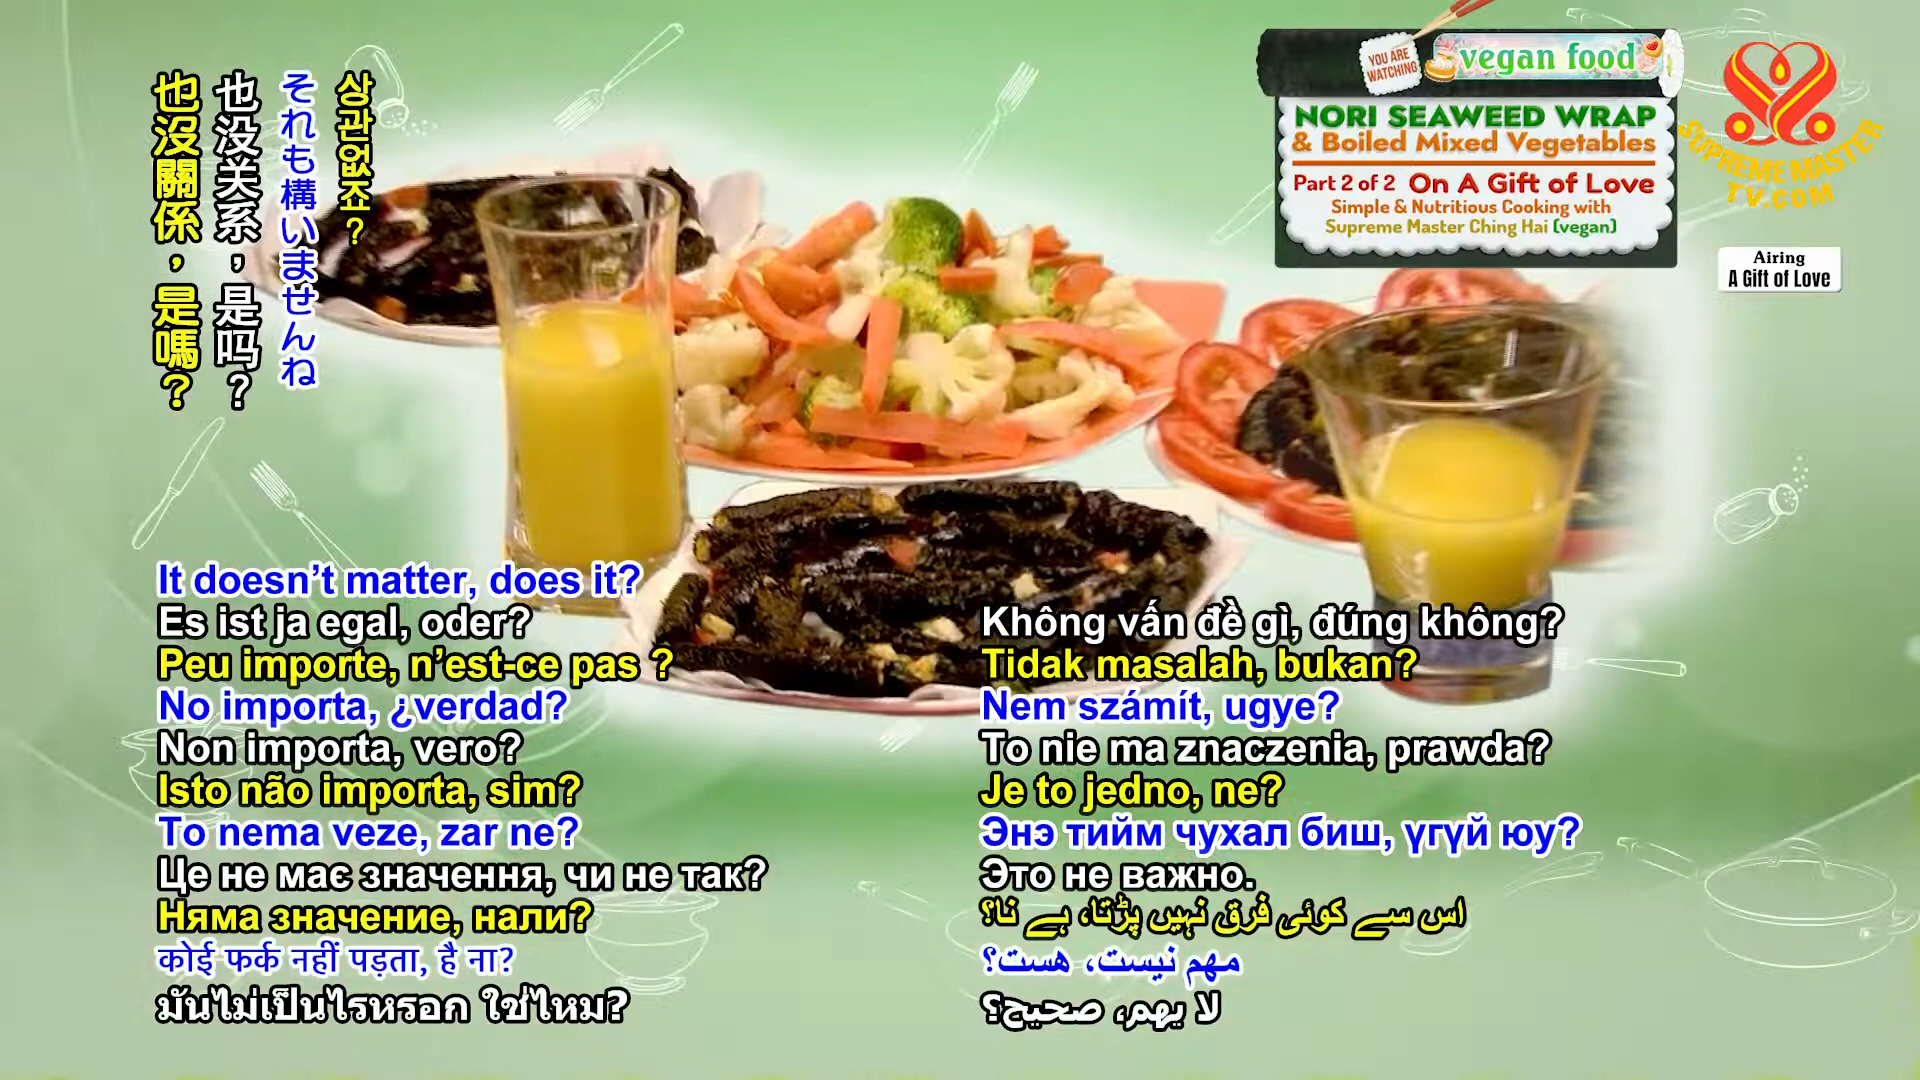 也沒關係，是嗎？
也没关系，是吗？
それも構いませんね
상관없죠?
YOU ARE
WATCHING
vegan food
NORI SEAWEED WRAP
& Boiled Mixed Vegetables
Part 2 of 2 On A Gift of Love
Simple & Nutritious Cooking with
Supreme Master Ching Hai (vegan)
SUPREME MASTER
TV.COM
Airing
A Gift of Love
It doesn't matter, does it?
Es ist ja egal, oder?
Peu importe, n'est-ce pas ?
No importa, ¿verdad?
Non importa, vero?
Isto não importa, sim?
To nema veze, zar ne?
Це не має значення, чи не так?
Няма значение, нали?
कोई फर्क नहीं पड़ता, है ना?
มันไม่เป็นไรหรอก ใช่ไหม?
Không vấn đề gì, đúng không?
Tidak masalah, bukan?
Nem számít, ugye?
To nie ma znaczenia, prawda?
Je to jedno, ne?
Энэ тийм чухал биш, үгүй юу?
Это не важно.
اس سے کوئی فرق نہیں پڑتا، ہے نا؟
مهم نیست، هست؟
لا يهم، صحيح؟